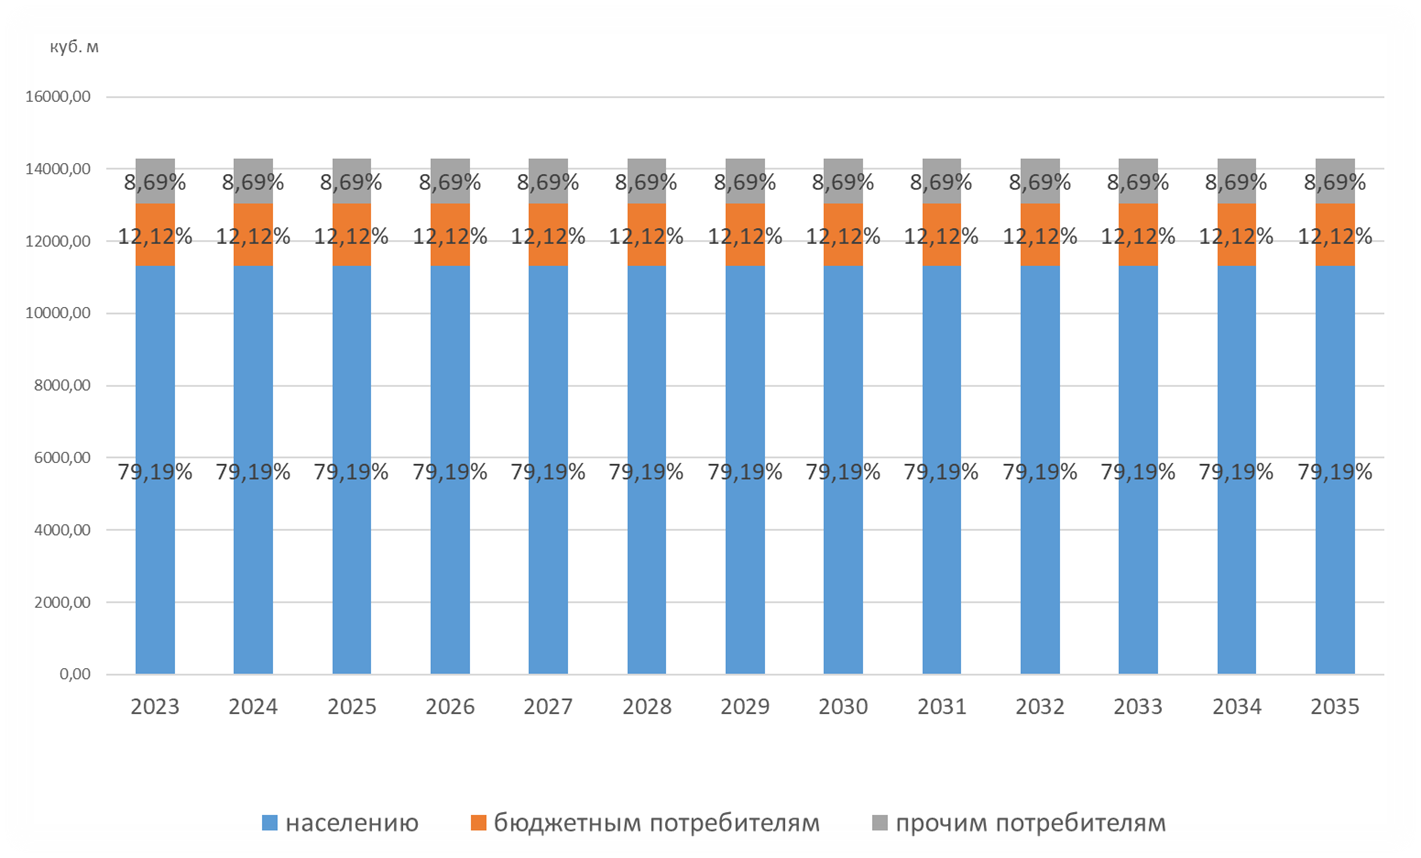 куб. м
16000,00
14000,00
12000,00
10000,00
8000,00
6000,00
4000,00
2000,00
0,00
8,69% 8,69% 8,69% 8,69% 8,69% 8,69% 8,69% 8,69% 8,69% 8,69% 8,69% 8,69% 8,69%
12,12% 12,12% 12,12% 12,12% 12,12% 12,12% 12,12% 12,12% 12,12% 12,12% 12,12% 12,12% 12,12%
79,19% 79,19% 79,19% 79,19% 79,19% 79,19% 79,19% 79,19% 79,19% 79,19% 79,19% 79,19% 79,19%
2023 2024 2025 2026 2027 2028 2029 2030 2031 2032 2033 2034 2035
населению бюджетным потребителям прочим потребителям